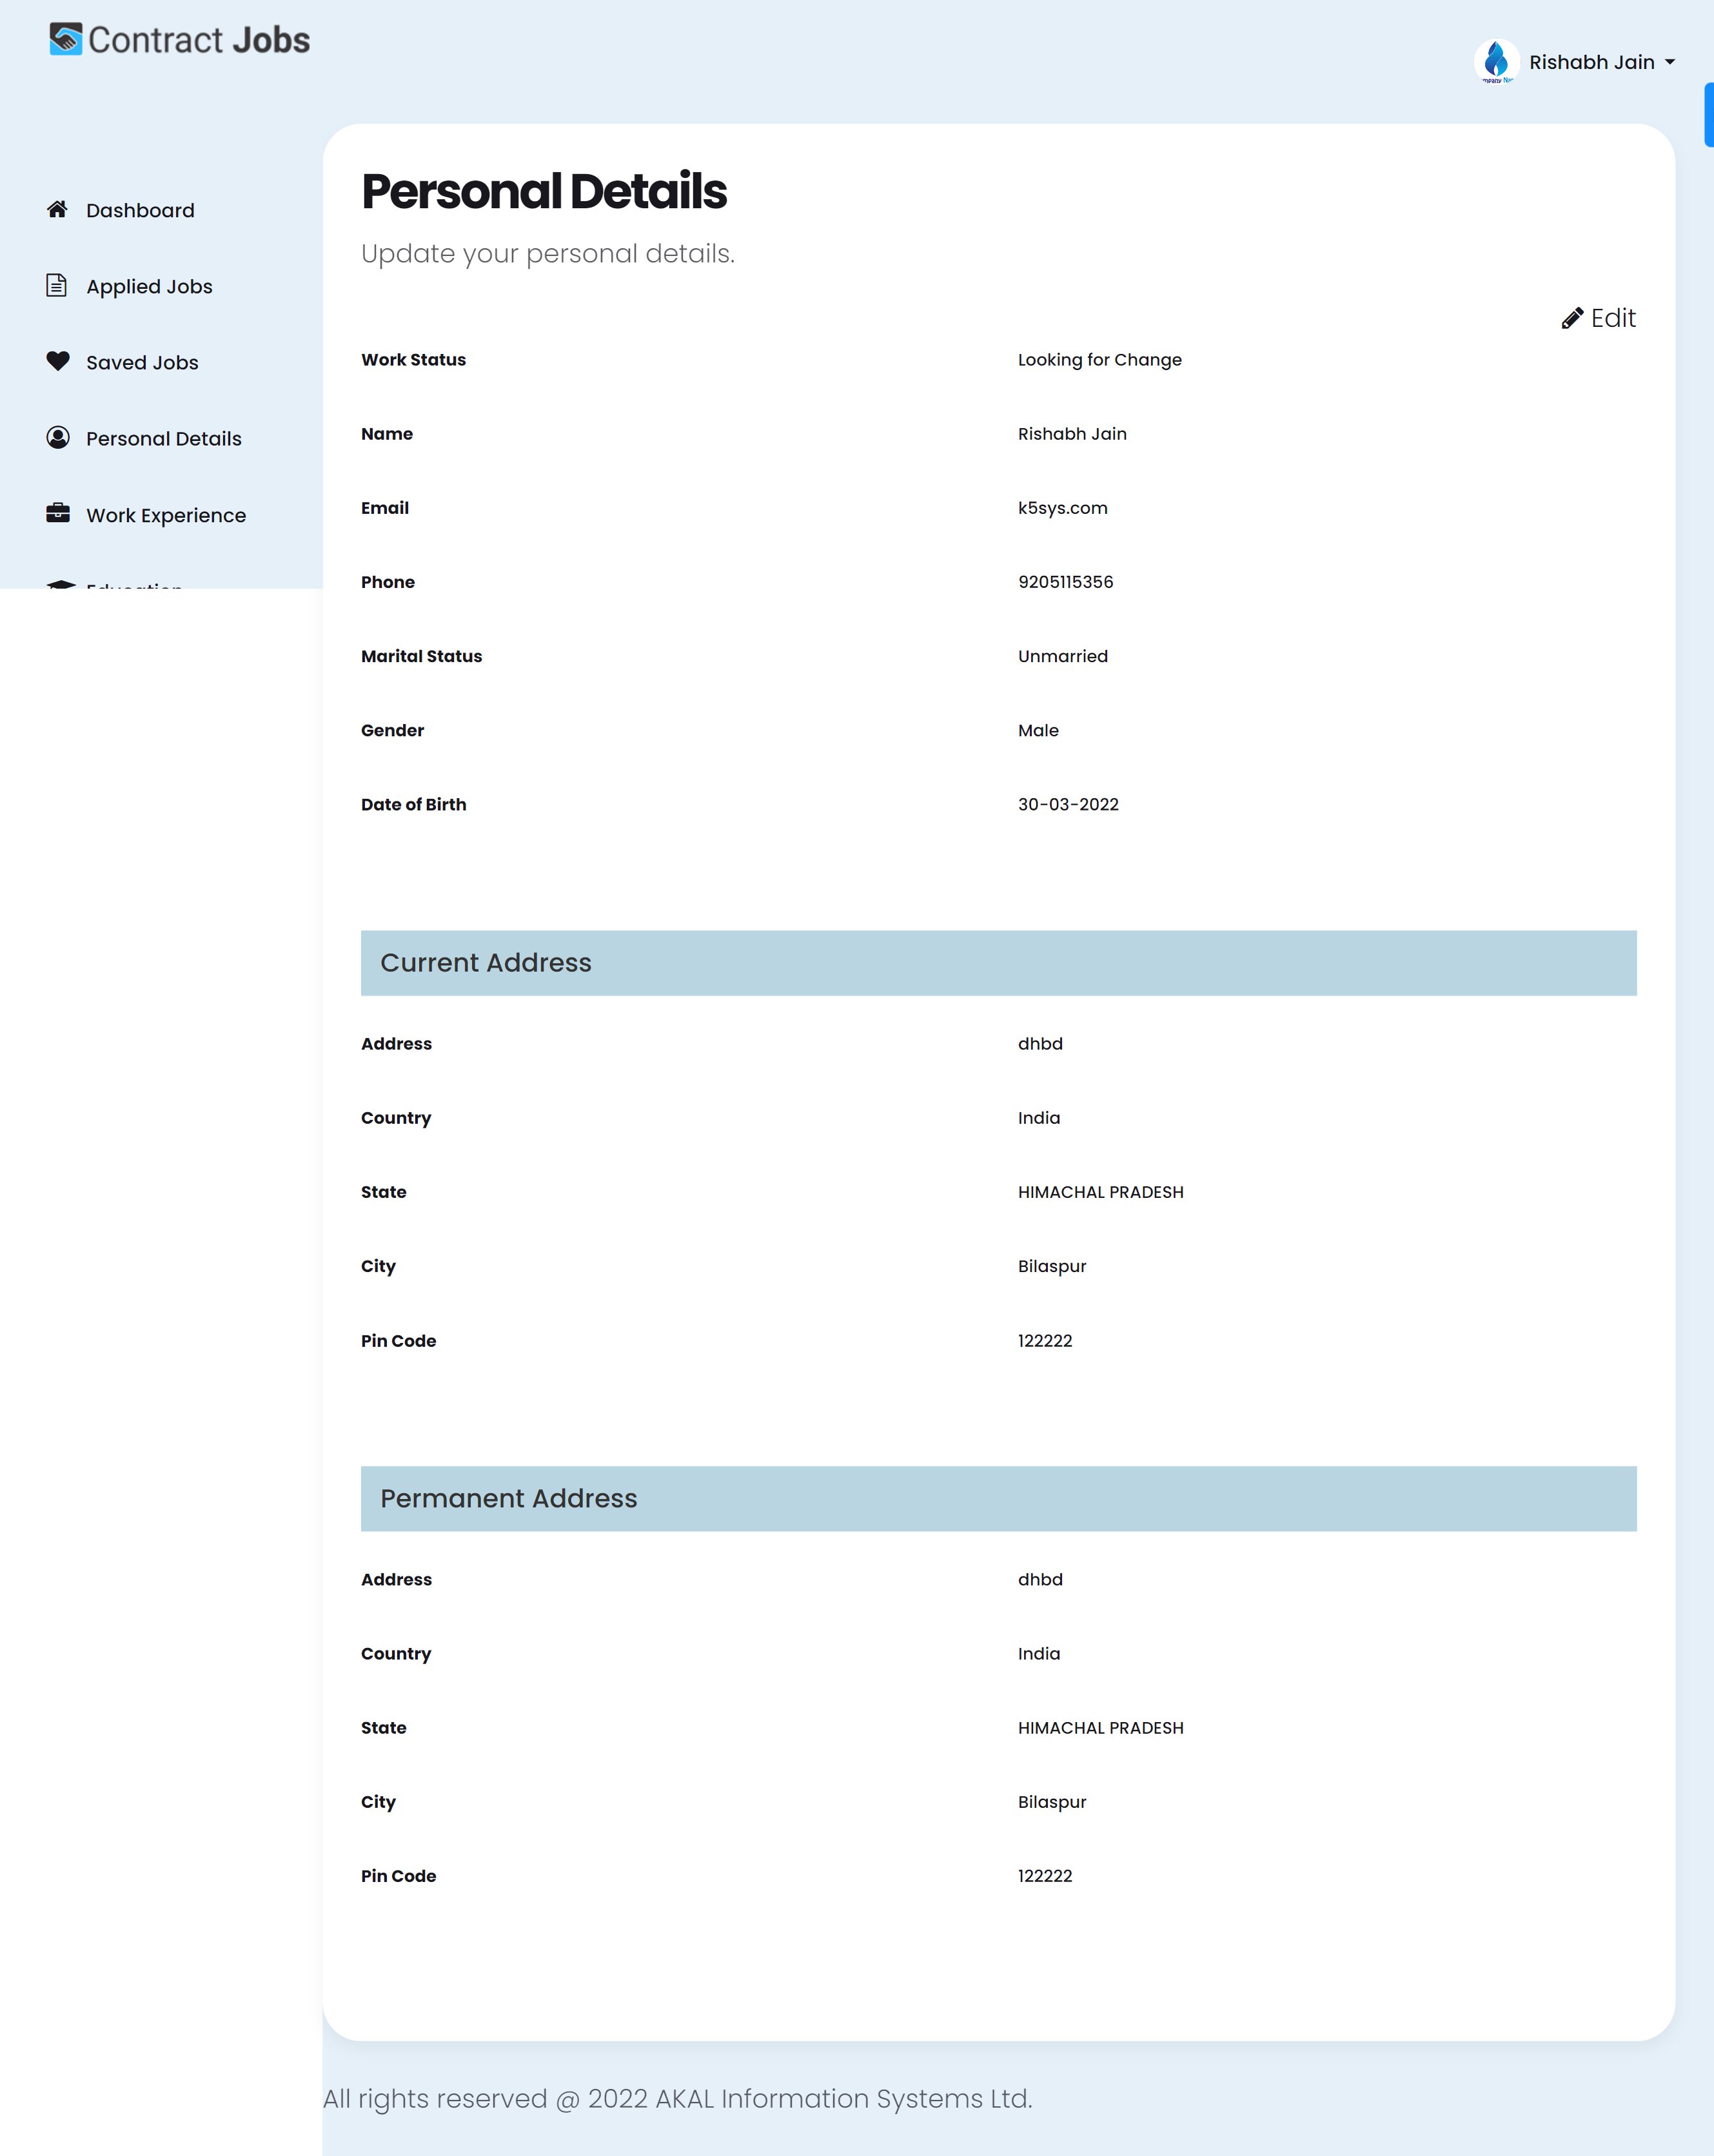 Contract Jobs
Rishabh Jain
Dashboard
Applied Jobs
Saved Jobs
Personal Details
Work Experience
Education
Personal Details
Update your personal details.
Edit
Work Status Looking for Change
Name Rishabh Jain
Email k5sys.com
Phone 9205115356
Marital Status Unmarried
Gender Male
Date of Birth 30-03-2022
Current Address
Address dhbd
Country India
State HIMACHAL PRADESH
City Bilaspur
Pin Code 122222
Permanent Address
Address dhbd
Country India
State HIMACHAL PRADESH
City Bilaspur
Pin Code 122222
All rights reserved @ 2022 AKAL Information Systems Ltd.